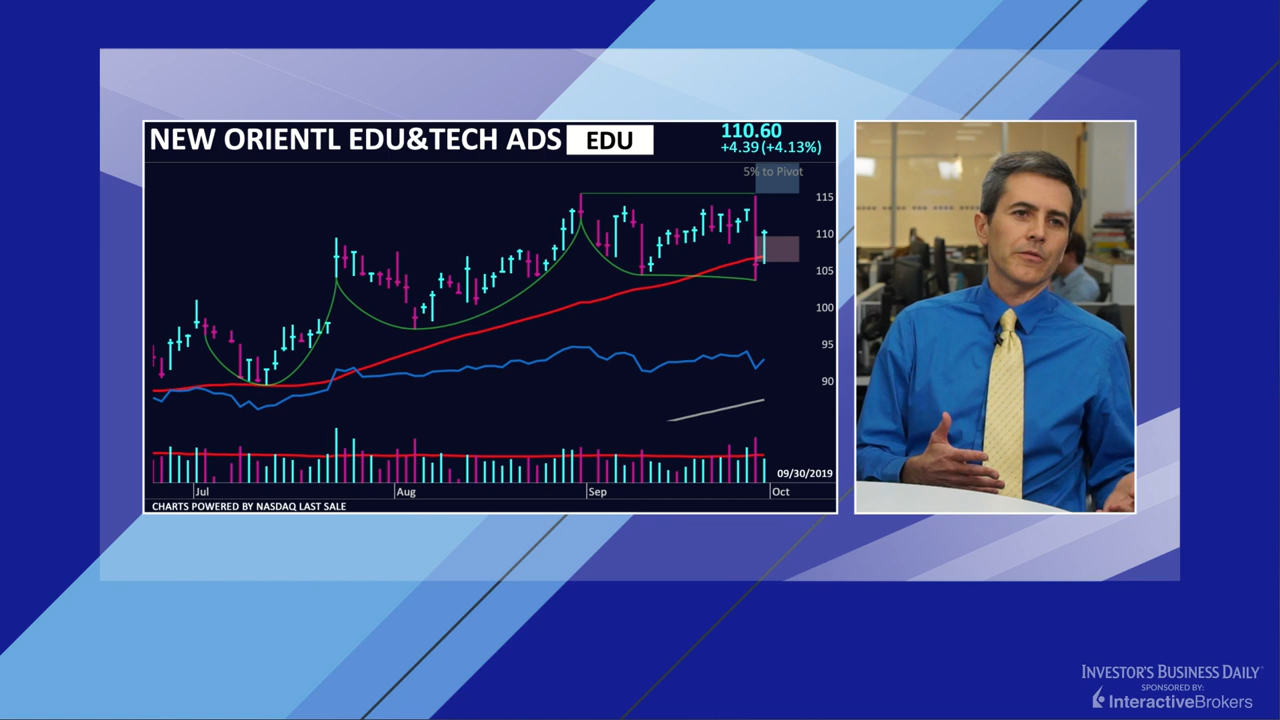 NEW ORIENTL EDU&TECH ADS EDU
110.60
+4.39 (+4.13%)
5% to Pivot
115
110
105
100
95
90
09/30/2019
Jul Aug Sep Oct
CHARTS POWERED BY NASDAQ LAST SALE
INVESTOR'S BUSINESS DAILY
SPONSORED BY:
InteractiveBrokers